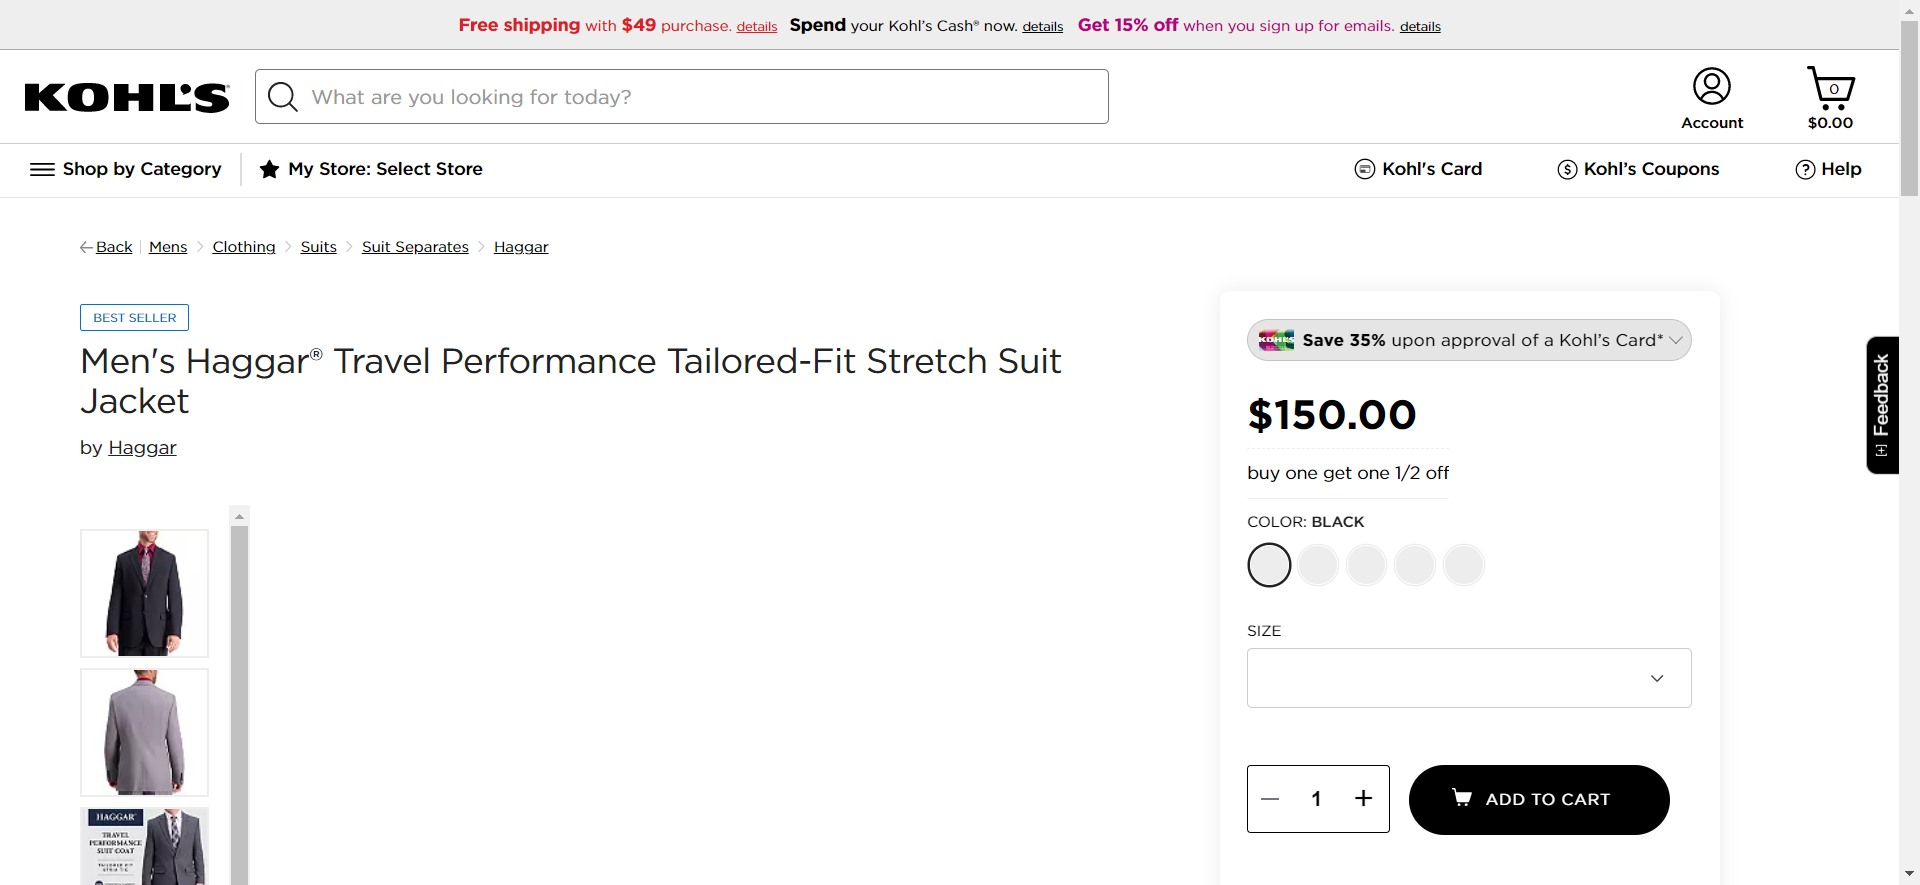 Free shipping with $49 purchase. details Spend your Kohl's Cash® now. details Get 15% off when you sign up for emails. details
KOHL'S
What are you looking for today?
0
Account
$0.00
Shop by Category
My Store: Select Store
Kohl's Card
Kohl's Coupons
Help
Back
Mens
Clothing
Suits
Suit Separates
Haggar
BEST SELLER
Men's Haggar® Travel Performance Tailored-Fit Stretch Suit
Jacket
by Haggar
HAGGAR
TRAVEL
PERFORMANCE
SUIT COAT
TAILORED FIT
KOHL'S
Save 35% upon approval of a Kohl's Card*
$150.00
buy one get one 1/2 off
COLOR: BLACK
SIZE
1
ADD TO CART
[+] Feedback